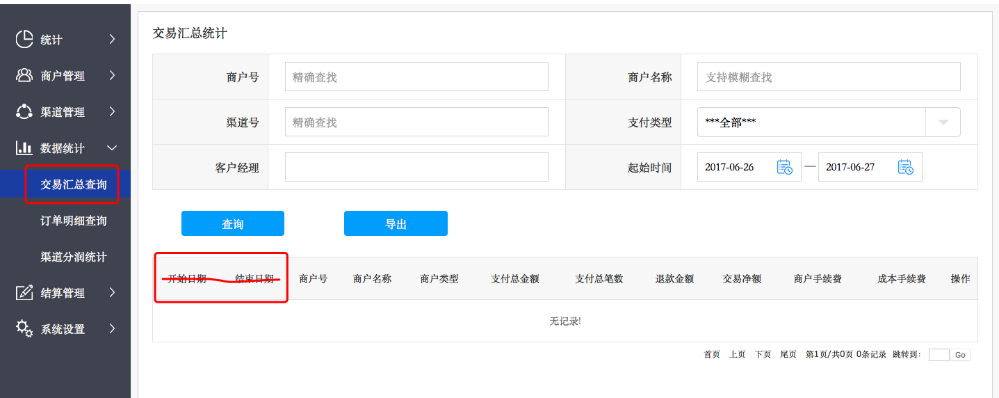 统计
商户管理
渠道管理
数据统计
交易汇总查询
订单明细查询
渠道分润统计
结算管理
系统设置
交易汇总统计
商户号 精确查找 商户名称 支持模糊查找
渠道号 精确查找 支付类型 ***全部***
客户经理 起始时间 2017-06-26 — 2017-06-27
查询 导出
开始日期 结束日期 商户号 商户名称 商户类型 支付总金额 支付总笔数 退款金额 交易净额 商户手续费 成本手续费 操作
无记录!
首页 上页 下页 尾页 第1页/共0页 0条记录 跳转到: Go